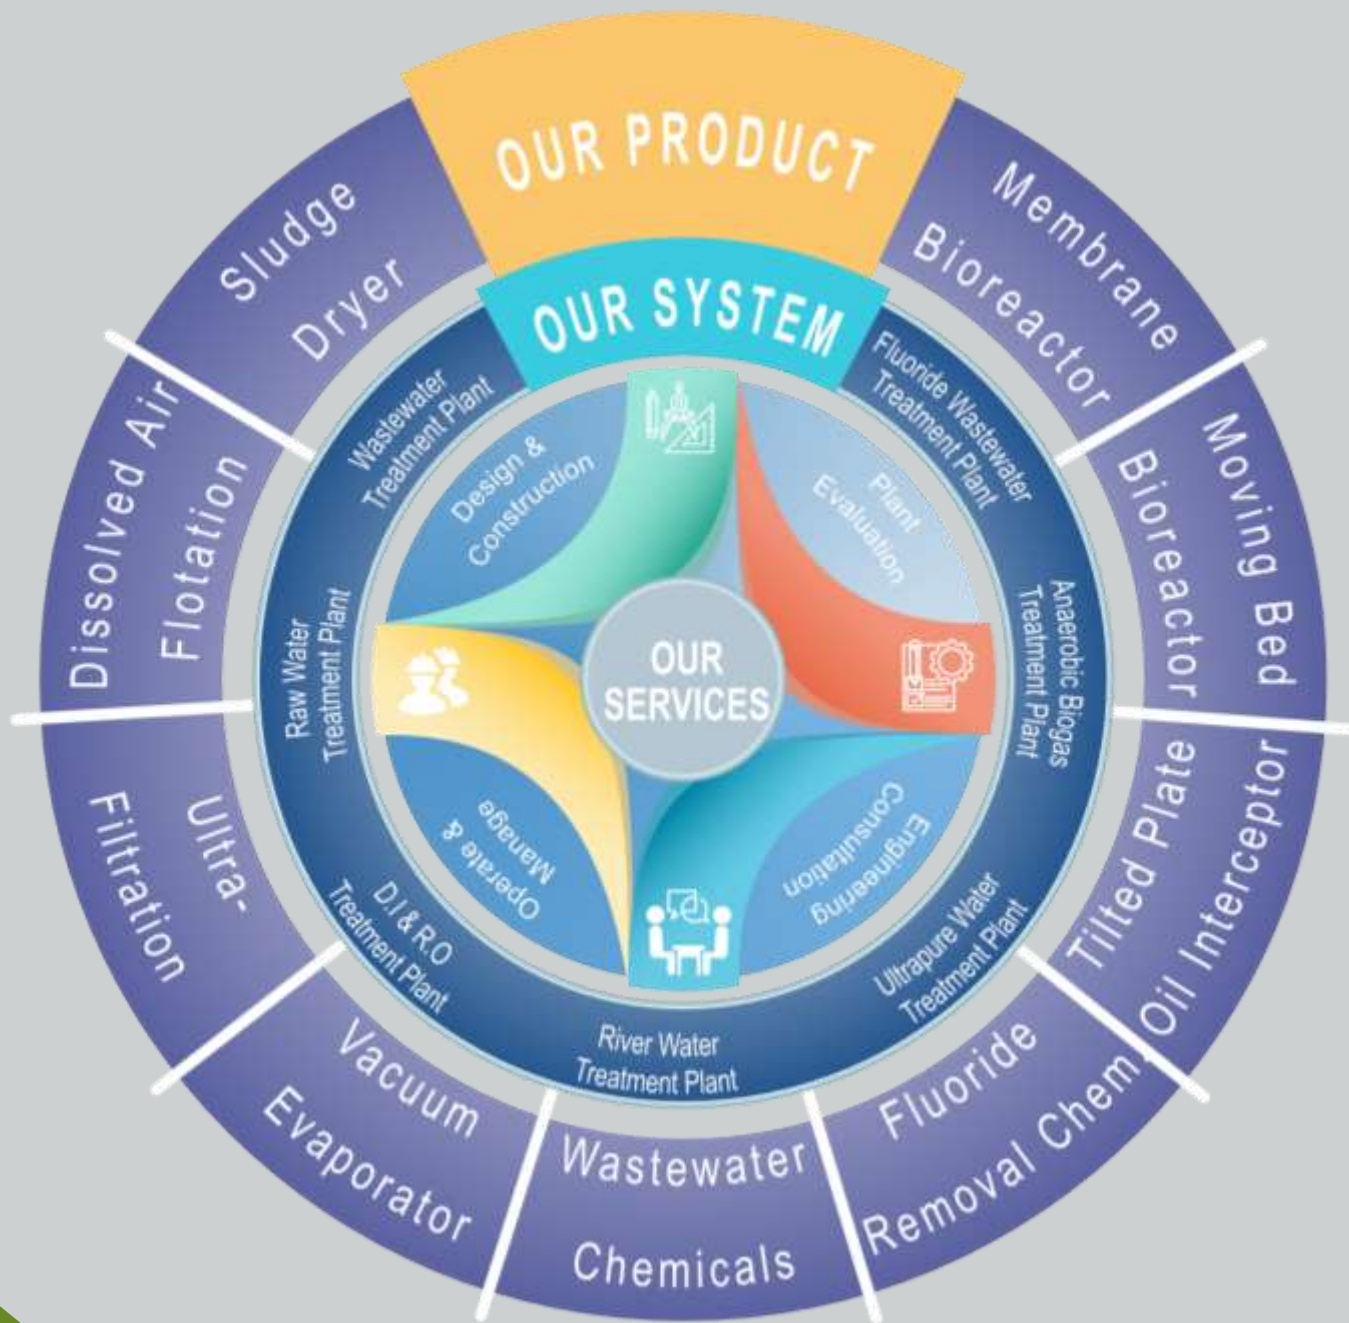 OUR PRODUCT
Membrane
Bioreactor
Moving Bed
Bioreactor
Tilted Plate
Oil Interceptor
Fluoride
Removal Chem.
Wastewater
Chemicals
Vacuum
Evaporator
Ultra-
Filtration
Dissolved Air
Flotation
Sludge
Dryer
OUR SYSTEM
Fluoride Wastewater
Treatment Plant
Anaerobic Biogas
Treatment Plant
Ultrapure Water
Treatment Plant
River Water
Treatment Plant
D.I & R.O
Treatment Plant
Raw Water
Treatment Plant
Wastewater
Treatment Plant
OUR
SERVICES
Design &
Construction
Plant
Evaluation
Engineering
Consultation
Operate &
Manage